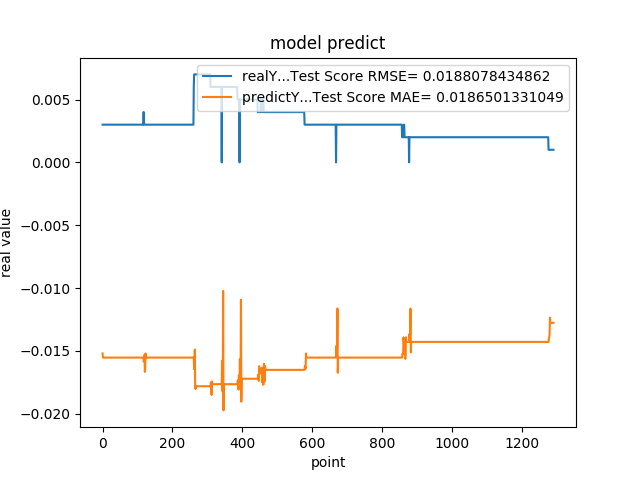 model predict
realY...Test Score RMSE= 0.0188078434862
predictY...Test Score MAE= 0.0186501331049
real value
0.005
0.000
−0.005
−0.010
−0.015
−0.020
0 200 400 600 800 1000 1200
point